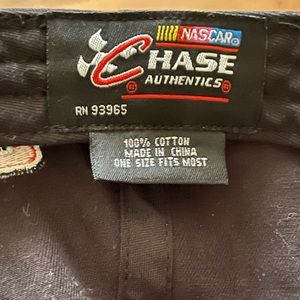 NASCAR®
CHASE
AUTHENTICS®
RN 93965
100% COTTON
MADE IN CHINA
ONE SIZE FITS MOST